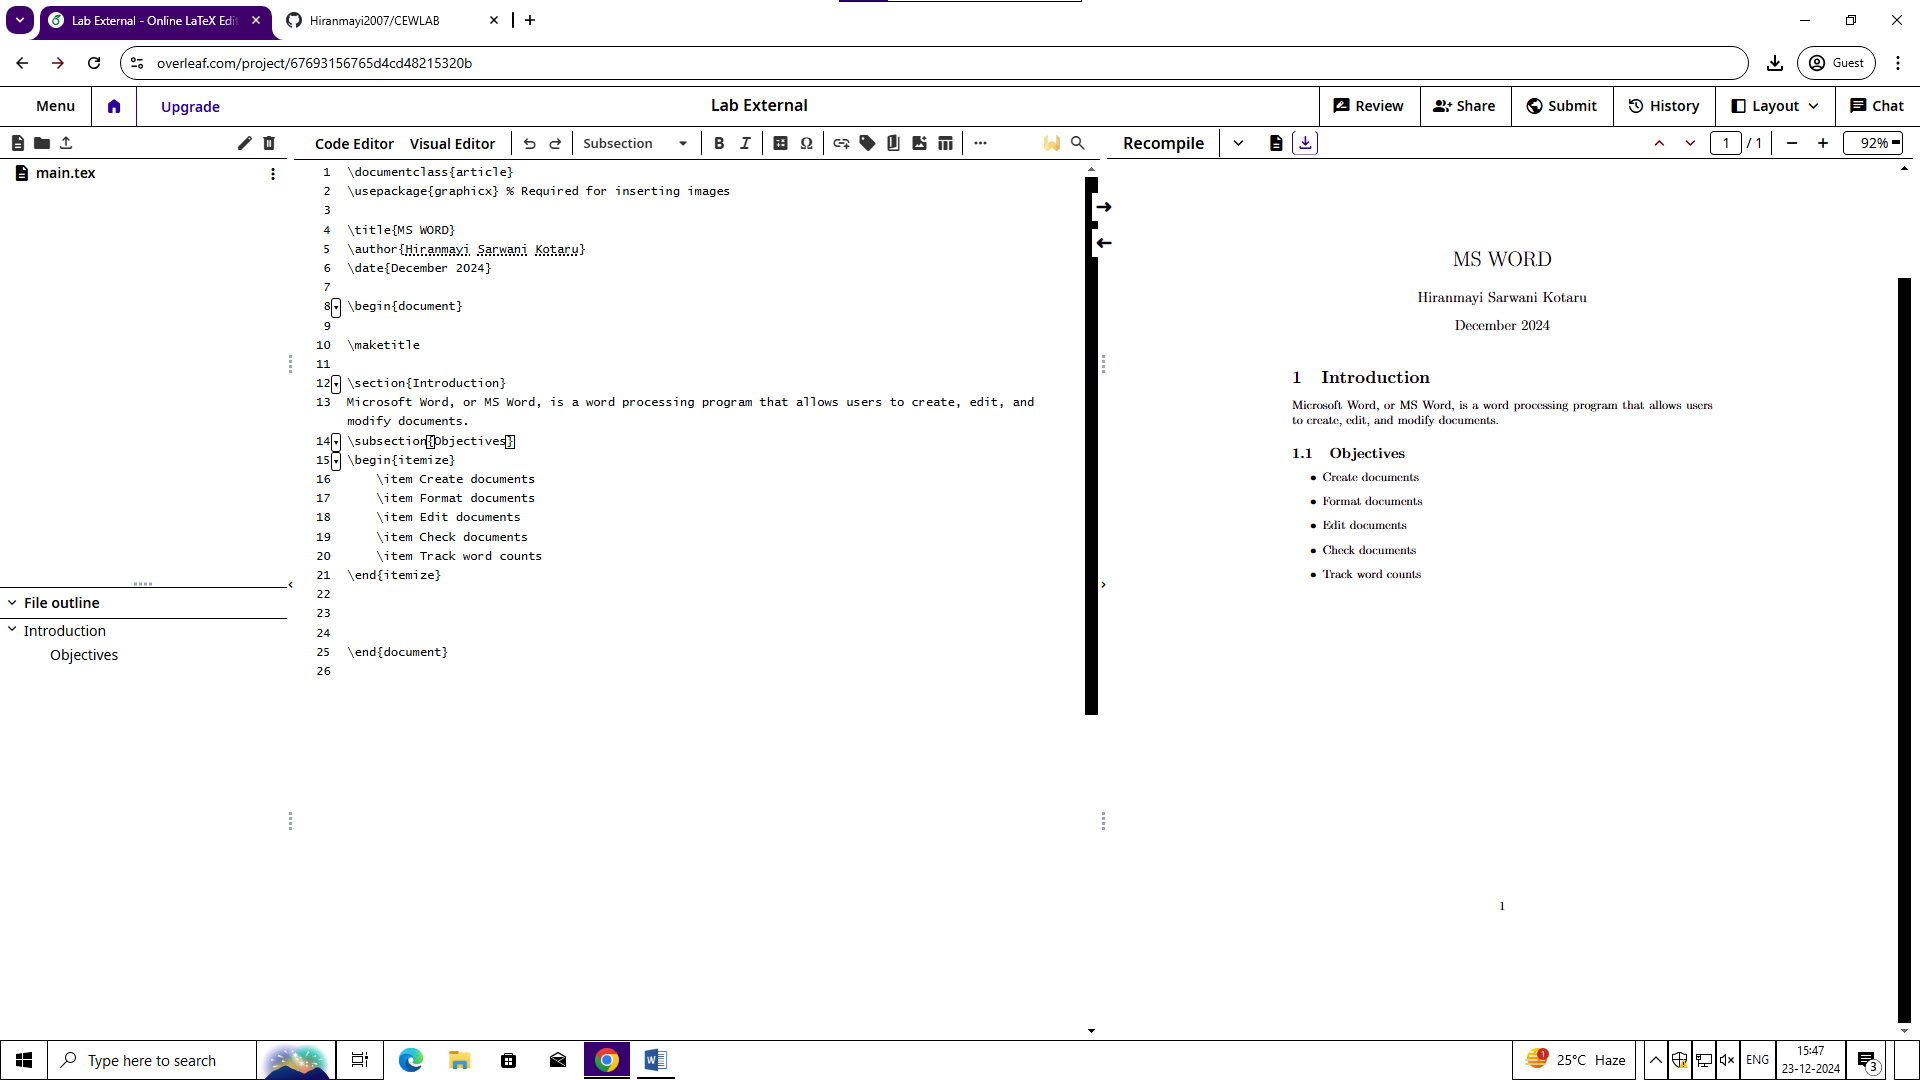 Lab External - Online LaTeX Edit
Hiranmayi2007/CEWLAB
overleaf.com/project/67693156765d4cd48215320b
Guest
Menu
Upgrade
Lab External
Review
Share
Submit
History
Layout
Chat
Code Editor
Visual Editor
Subsection
B
I
Ω
Recompile
1 / 1
92%
main.tex
File outline
Introduction
Objectives
1 \documentclass{article}
2 \usepackage{graphicx} % Required for inserting images
3
4 \title{MS WORD}
5 \author{Hiranmayi Sarwani Kotaru}
6 \date{December 2024}
7
8 \begin{document}
9
10 \maketitle
11
12 \section{Introduction}
13 Microsoft Word, or MS Word, is a word processing program that allows users to create, edit, and
modify documents.
14 \subsection{Objectives}
15 \begin{itemize}
16 \item Create documents
17 \item Format documents
18 \item Edit documents
19 \item Check documents
20 \item Track word counts
21 \end{itemize}
22
23
24
25 \end{document}
26
MS WORD
Hiranmayi Sarwani Kotaru
December 2024
1 Introduction
Microsoft Word, or MS Word, is a word processing program that allows users
to create, edit, and modify documents.
1.1 Objectives
• Create documents
• Format documents
• Edit documents
• Check documents
• Track word counts
1
Type here to search
1
25°C Haze
ENG
15:47
23-12-2024
3